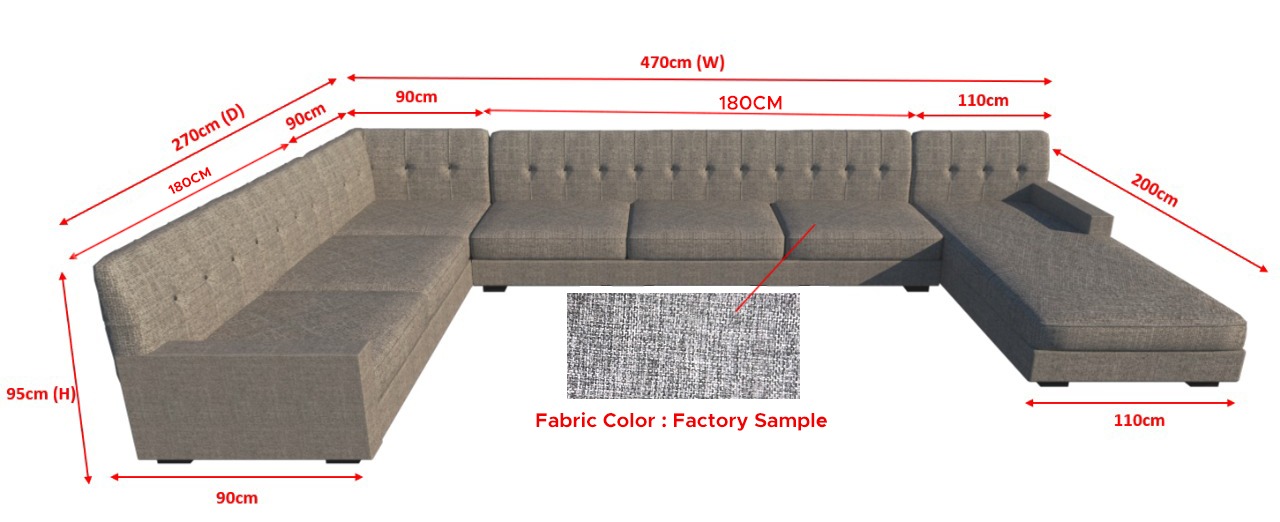 470cm (W)
90cm
180CM
110cm
270cm (D)
90cm
180CM
200cm
95cm (H)
Fabric Color : Factory Sample
110cm
90cm